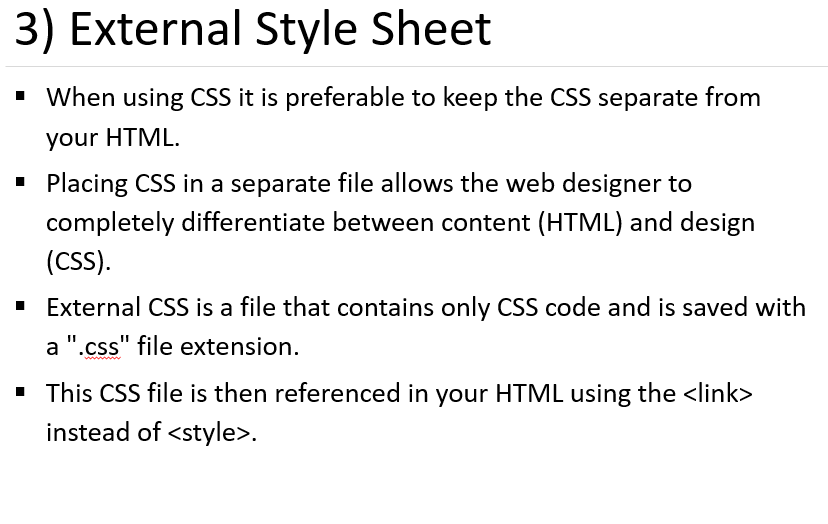 3) External Style Sheet
▪ When using CSS it is preferable to keep the CSS separate from
your HTML.
▪ Placing CSS in a separate file allows the web designer to
completely differentiate between content (HTML) and design
(CSS).
▪ External CSS is a file that contains only CSS code and is saved with
a ".css" file extension.
▪ This CSS file is then referenced in your HTML using the <link>
instead of <style>.